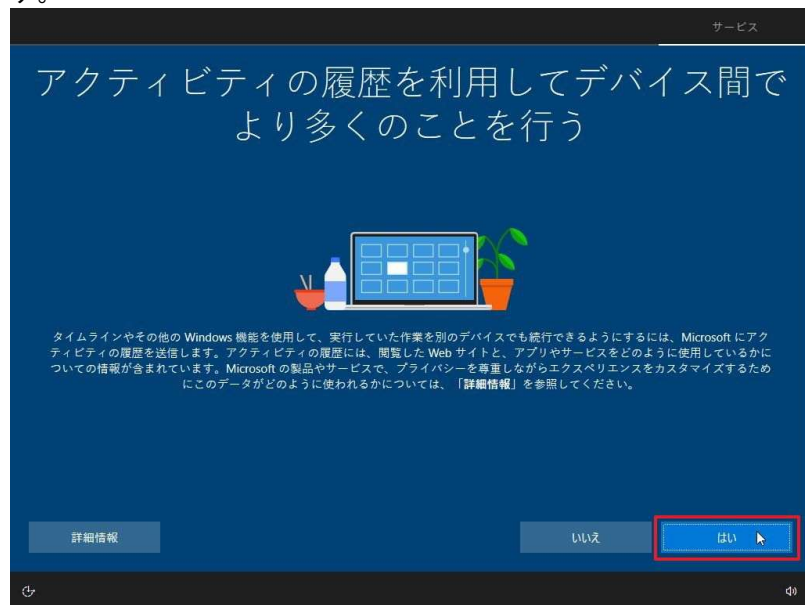 す。
サービス
アクティビティの履歴を利用してデバイス間で
より多くのことを行う
タイムラインやその他の Windows 機能を使用して、実行していた作業を別のデバイスでも続行できるようにするには、Microsoft にアク
ティビティの履歴を送信します。アクティビティの履歴には、閲覧した Web サイトと、アプリやサービスをどのように使用しているかに
ついての情報が含まれています。Microsoft の製品やサービスで、プライバシーを尊重しながらエクスペリエンスをカスタマイズするため
にこのデータがどのように使われるかについては、「詳細情報」を参照してください。
詳細情報
いいえ
はい